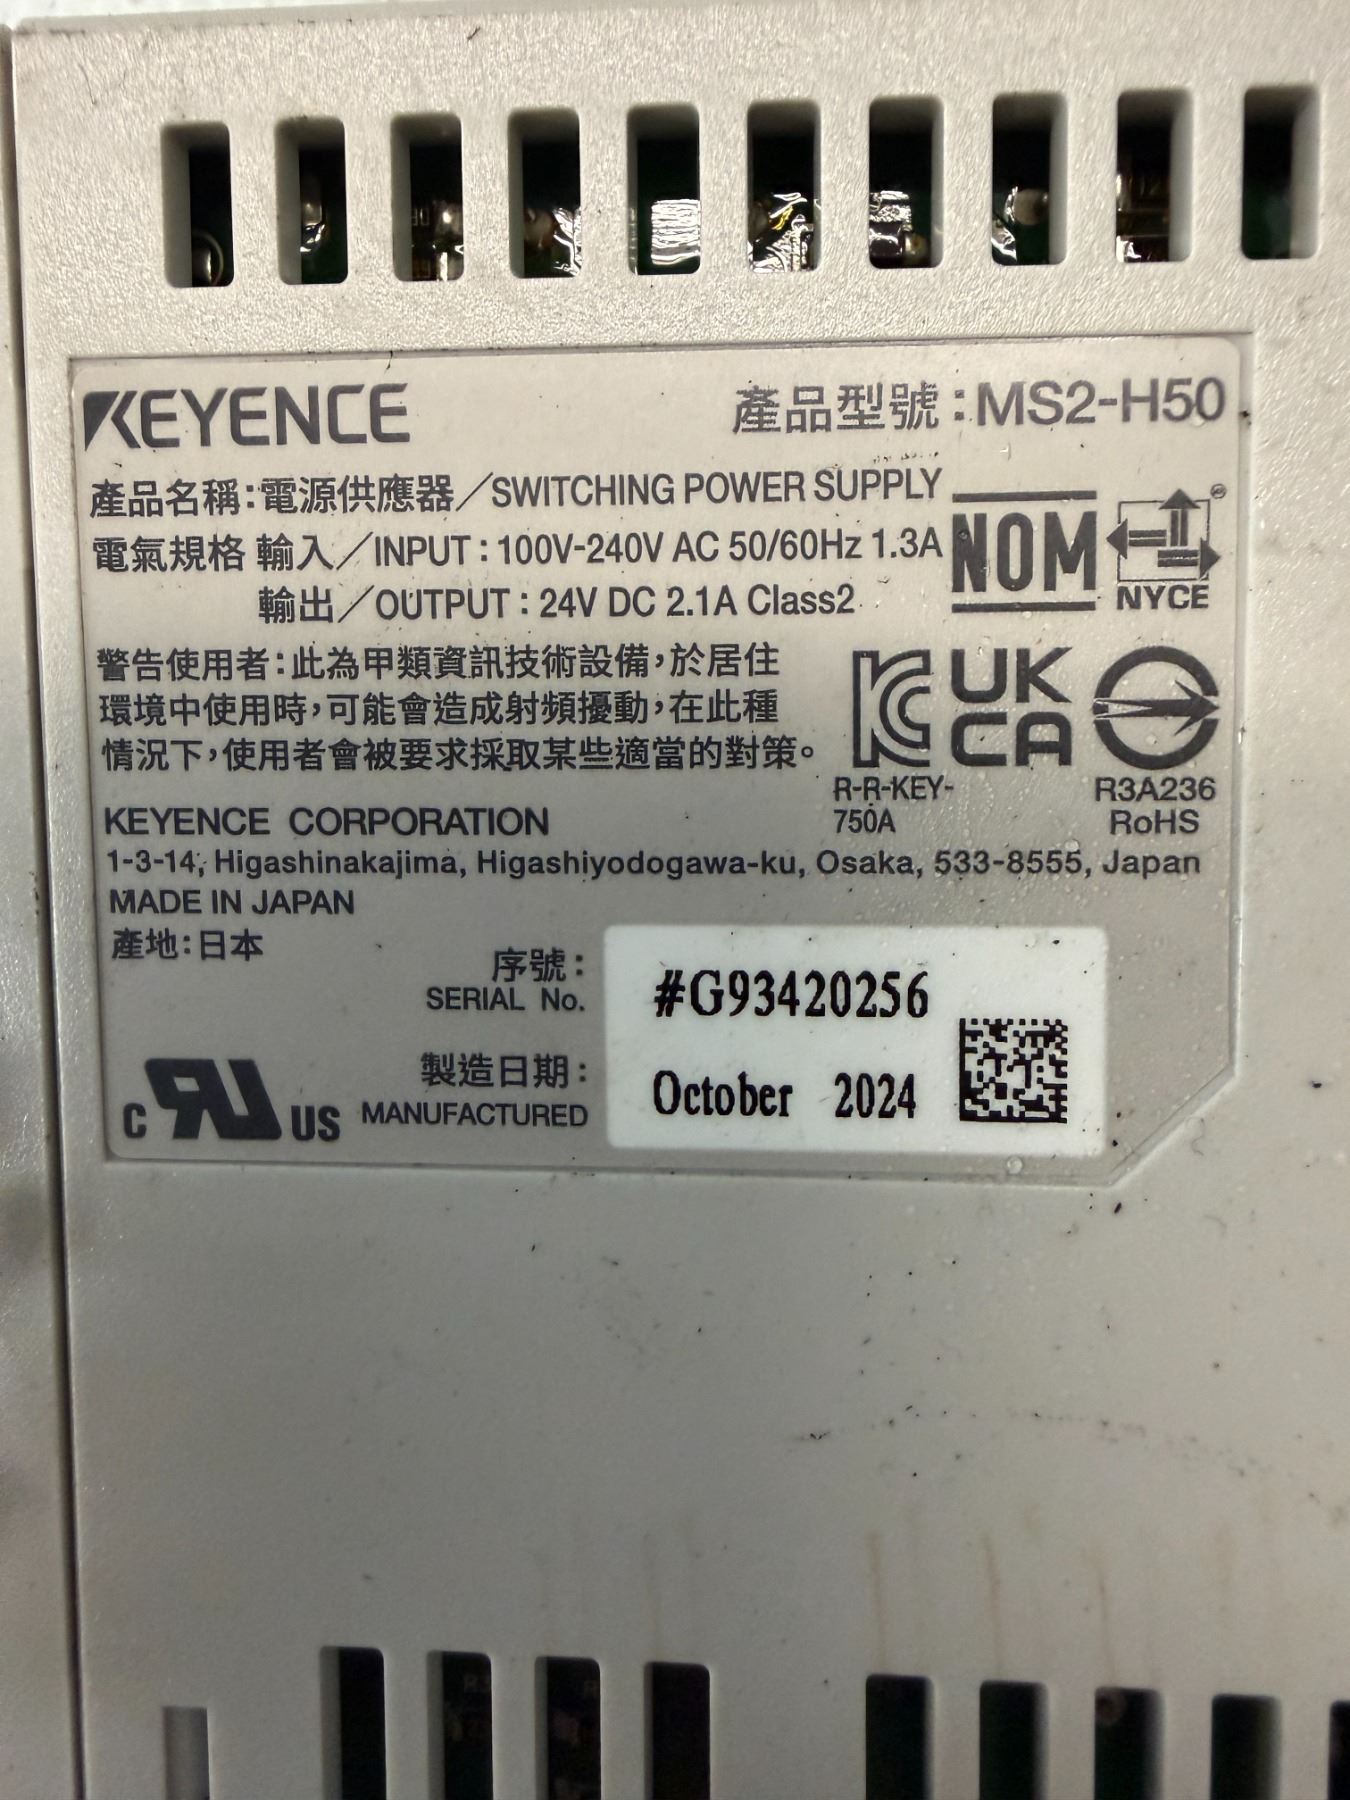 KEYENCE 產品型號:MS2-H50
產品名稱:電源供應器/SWITCHING POWER SUPPLY
電氣規格 輸入/INPUT : 100V-240V AC 50/60Hz 1.3A
輸出/OUTPUT : 24V DC 2.1A Class2
NOM
NYCE
警告使用者:此為甲類資訊技術設備,於居住
環境中使用時,可能會造成射頻擾動,在此種
情況下,使用者會被要求採取某些適當的對策。
KC
UK
CA
R-R-KEY-
750A
R3A236
RoHS
KEYENCE CORPORATION
1-3-14, Higashinakajima, Higashiyodogawa-ku, Osaka, 533-8555, Japan
MADE IN JAPAN
產地:日本
序號:
SERIAL No.
#G93420256
製造日期:
MANUFACTURED
October 2024
c RU US